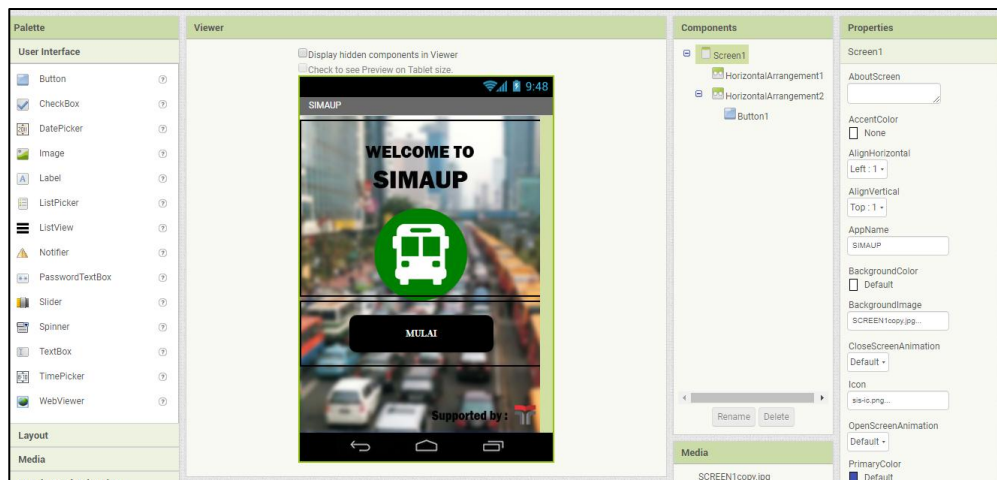 Palette
User Interface
Button
CheckBox
DatePicker
Image
Label
ListPicker
ListView
Notifier
PasswordTextBox
Slider
Spinner
TextBox
TimePicker
WebViewer
Layout
Media
Viewer
Display hidden components in Viewer
Check to see Preview on Tablet size.
9:48
SIMAUP
WELCOME TO
SIMAUP
MULAI
Supported by :
Components
Screen1
HorizontalArrangement1
HorizontalArrangement2
Button1
Rename Delete
Media
SCREEN1copy.jpg
Properties
Screen1
AboutScreen
AccentColor
None
AlignHorizontal
Left : 1
AlignVertical
Top : 1
AppName
SIMAUP
BackgroundColor
Default
BackgroundImage
SCREEN1copy.jpg...
CloseScreenAnimation
Default
Icon
sis-ic.png...
OpenScreenAnimation
Default
PrimaryColor
Default